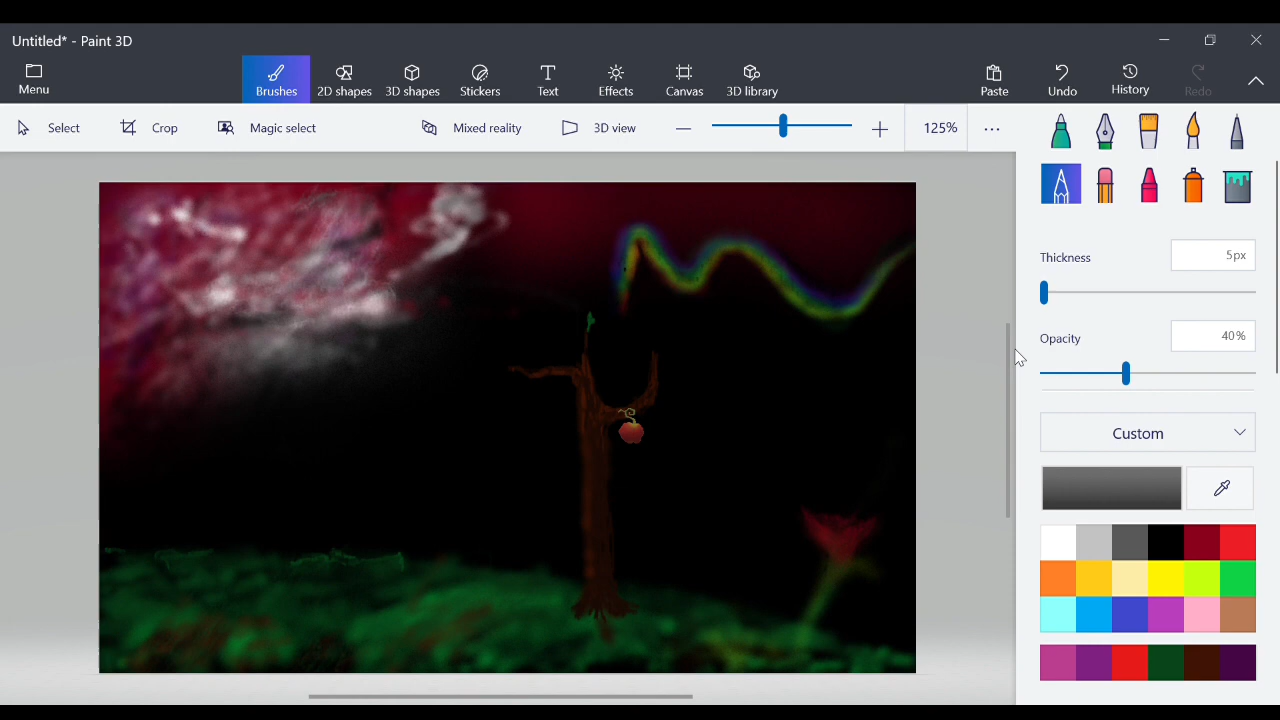 Untitled* - Paint 3D
Menu
Brushes
2D shapes
3D shapes
Stickers
Text
Effects
Canvas
3D library
Paste
Undo
History
Redo
Select
Crop
Magic select
Mixed reality
3D view
125%
Thickness
5px
Opacity
40%
Custom